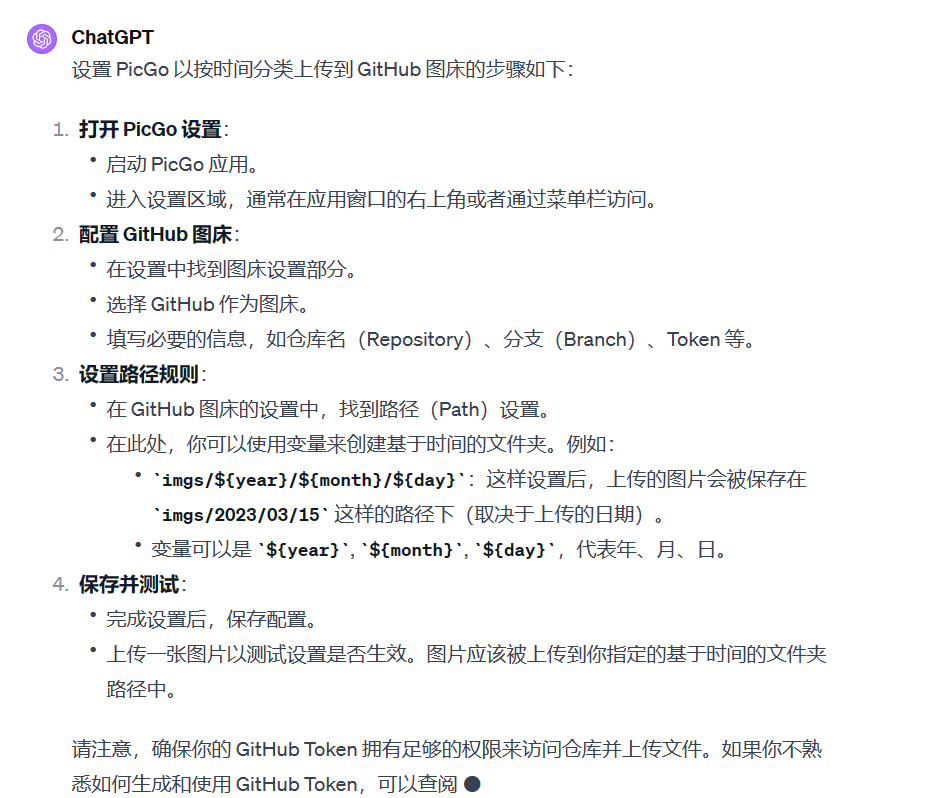 ChatGPT
设置 PicGo 以按时间分类上传到 GitHub 图床的步骤如下：
1. 打开 PicGo 设置：
• 启动 PicGo 应用。
• 进入设置区域，通常在应用窗口的右上角或者通过菜单栏访问。
2. 配置 GitHub 图床：
• 在设置中找到图床设置部分。
• 选择 GitHub 作为图床。
• 填写必要的信息，如仓库名（Repository）、分支（Branch）、Token 等。
3. 设置路径规则：
• 在 GitHub 图床的设置中，找到路径（Path）设置。
• 在此处，你可以使用变量来创建基于时间的文件夹。例如：
• `imgs/${year}/${month}/${day}`：这样设置后，上传的图片会被保存在
`imgs/2023/03/15` 这样的路径下（取决于上传的日期）。
• 变量可以是 `${year}`, `${month}`, `${day}`，代表年、月、日。
4. 保存并测试：
• 完成设置后，保存配置。
• 上传一张图片以测试设置是否生效。图片应该被上传到你指定的基于时间的文件夹
路径中。
请注意，确保你的 GitHub Token 拥有足够的权限来访问仓库并上传文件。如果你不熟
悉如何生成和使用 GitHub Token，可以查阅